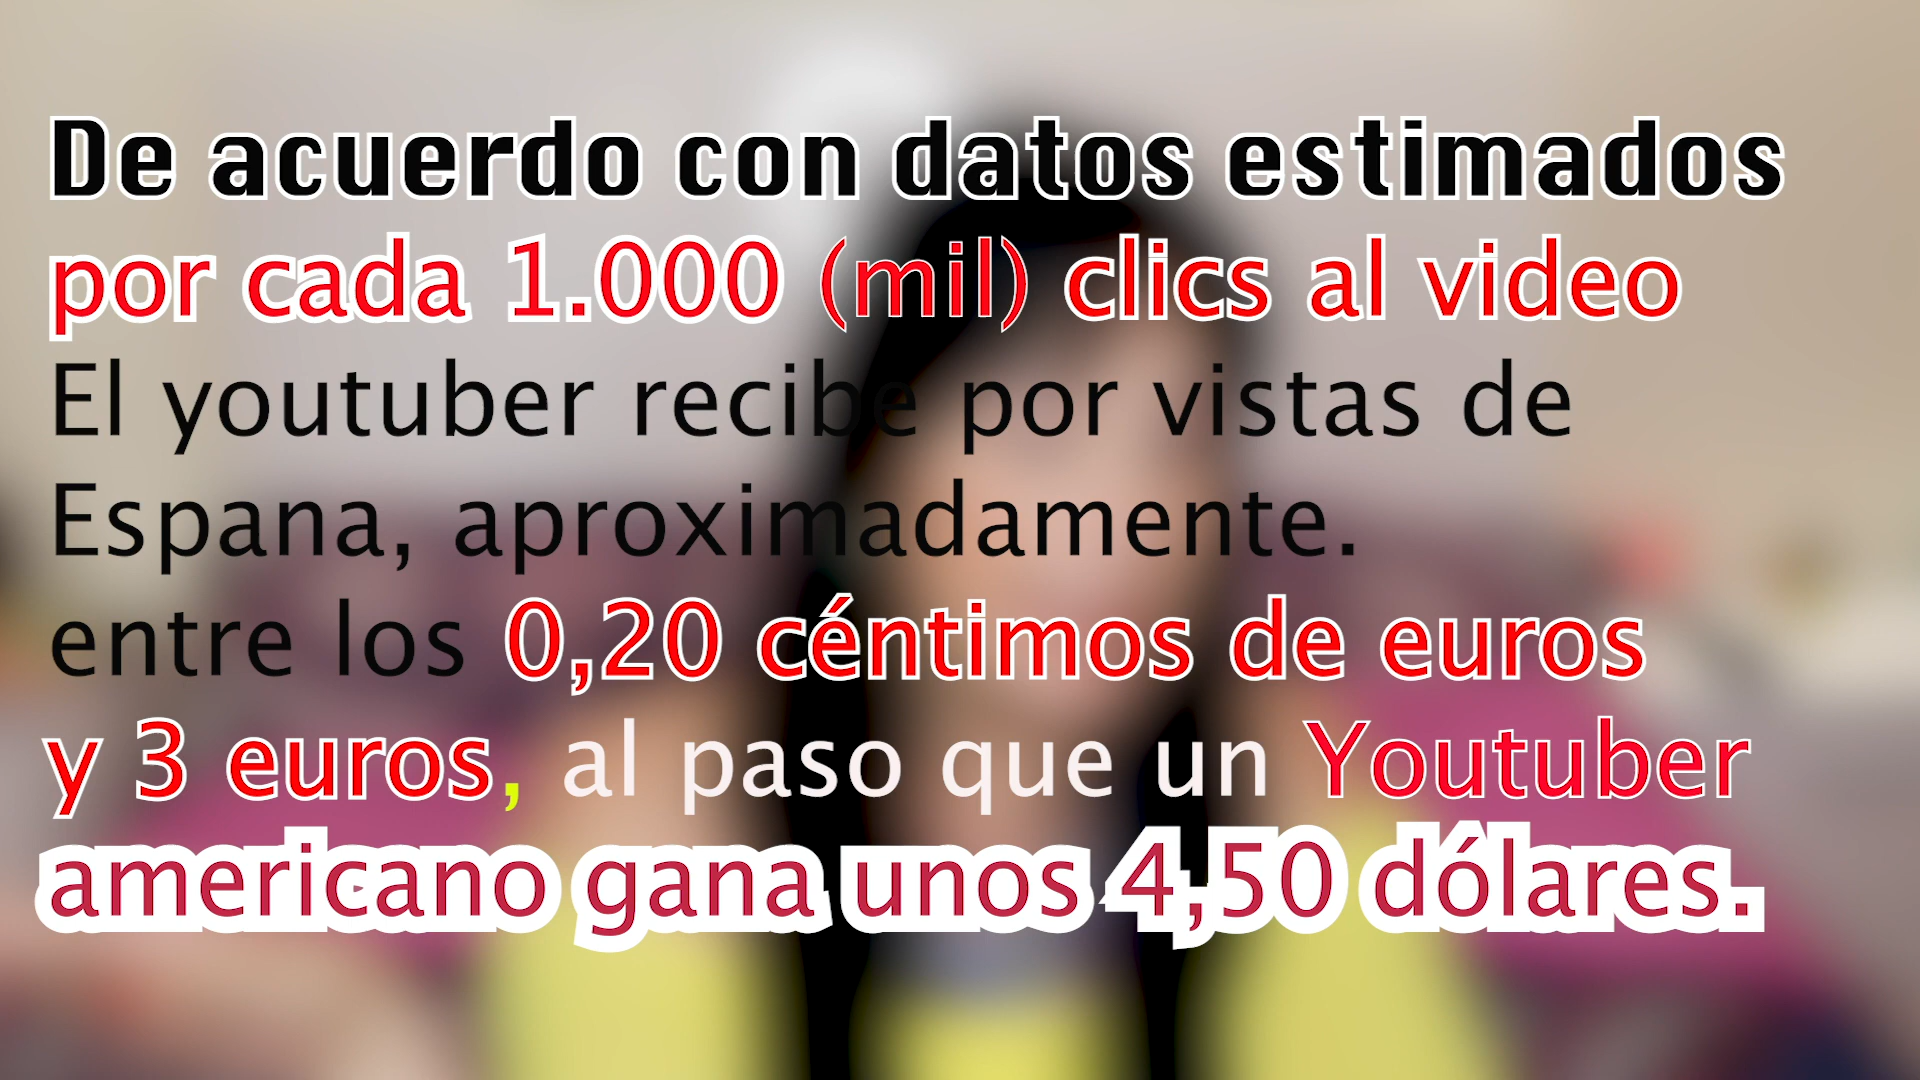 De acuerdo con datos estimados
por cada 1.000 (mil) clics al video
El youtuber recibe por vistas de
Espana, aproximadamente.
entre los 0,20 céntimos de euros
y 3 euros, al paso que un Youtuber
americano gana unos 4,50 dólares.